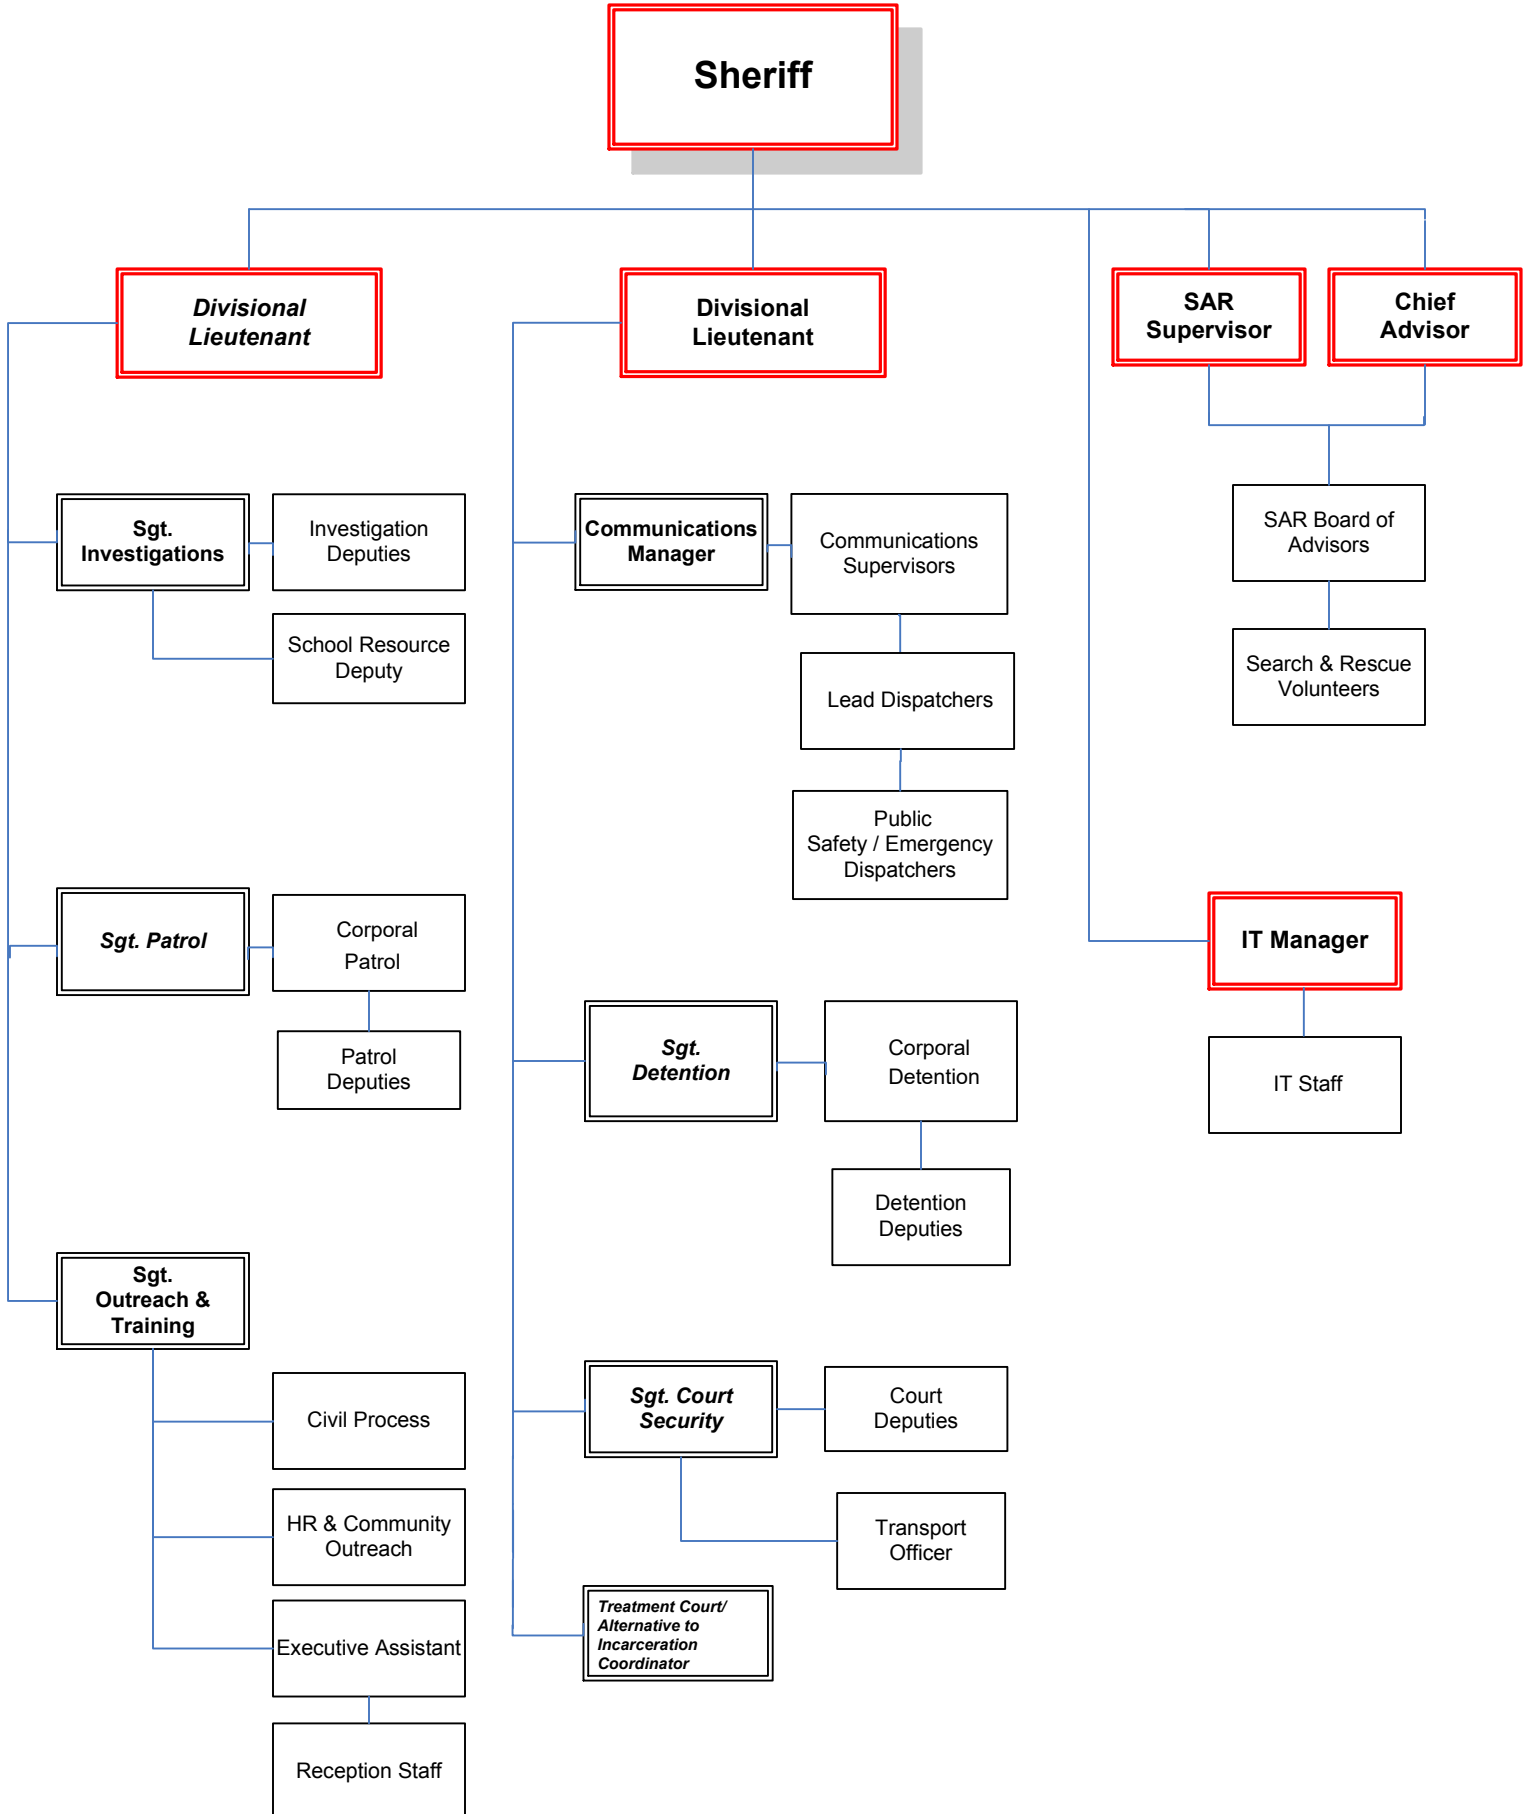 Sheriff
Divisional
Lieutenant
Divisional
Lieutenant
SAR
Supervisor
Chief
Advisor
Sgt.
Investigations
Investigation
Deputies
School Resource
Deputy
Sgt. Patrol
Corporal
Patrol
Patrol
Deputies
Sgt.
Outreach &
Training
Civil Process
HR & Community
Outreach
Executive Assistant
Reception Staff
Communications
Manager
Communications
Supervisors
Lead Dispatchers
Public
Safety / Emergency
Dispatchers
Sgt.
Detention
Corporal
Detention
Detention
Deputies
Sgt. Court
Security
Court
Deputies
Transport
Officer
Treatment Court/
Alternative to
Incarceration
Coordinator
SAR Board of
Advisors
Search & Rescue
Volunteers
IT Manager
IT Staff